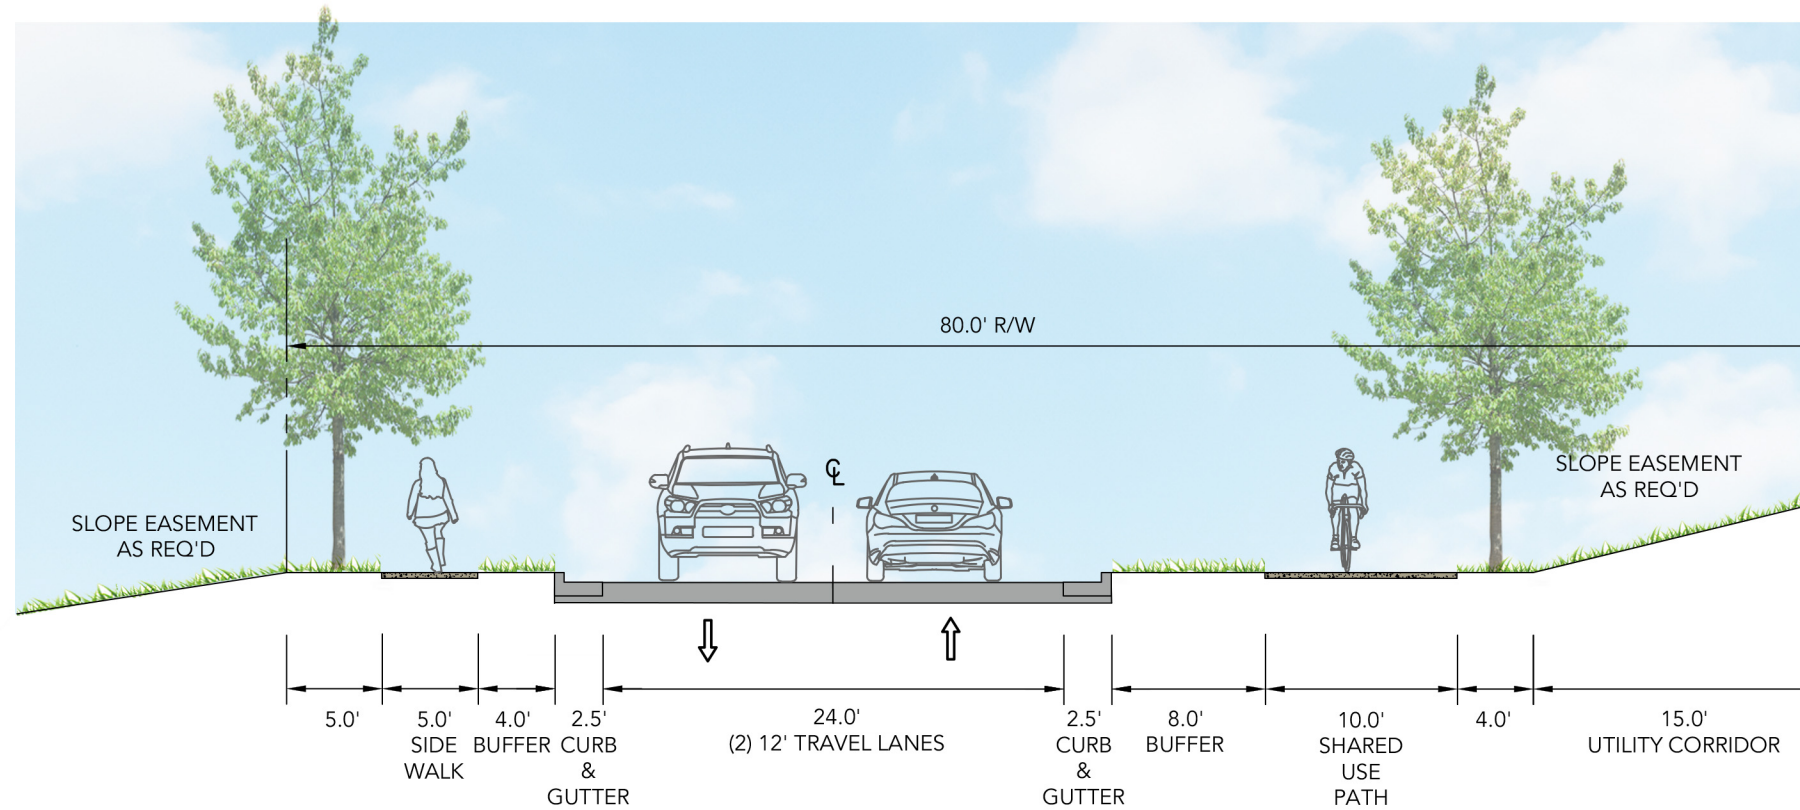 80.0' R/W
℄
SLOPE EASEMENT
AS REQ'D
SLOPE EASEMENT
AS REQ'D
5.0'
5.0'
SIDE
WALK
4.0'
BUFFER
2.5'
CURB
&
GUTTER
24.0'
(2) 12' TRAVEL LANES
2.5'
CURB
&
GUTTER
8.0'
BUFFER
10.0'
SHARED
USE
PATH
4.0'
15.0'
UTILITY CORRIDOR